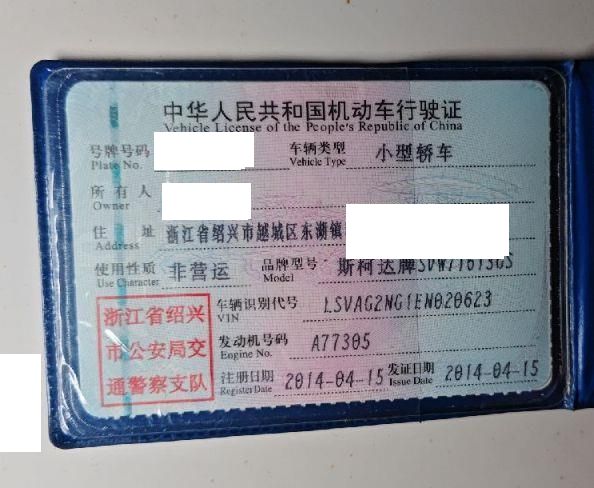 中华人民共和国机动车行驶证
Vehicle License of the People's Republic of China
号牌号码 车辆类型 小型轿车
Plate No. Vehicle Type
所有人
Owner
住址 浙江省绍兴市越城区东湖镇
Address
使用性质 非营运 品牌型号 斯柯达牌SVW71613GS
Use Character Model
浙江省绍兴市公安局交通警察支队
车辆识别代号 LSVAG2NG1EN020623
VIN
发动机号码 A77305
Engine No.
注册日期 2014-04-15 发证日期 2014-04-15
Register Date Issue Date